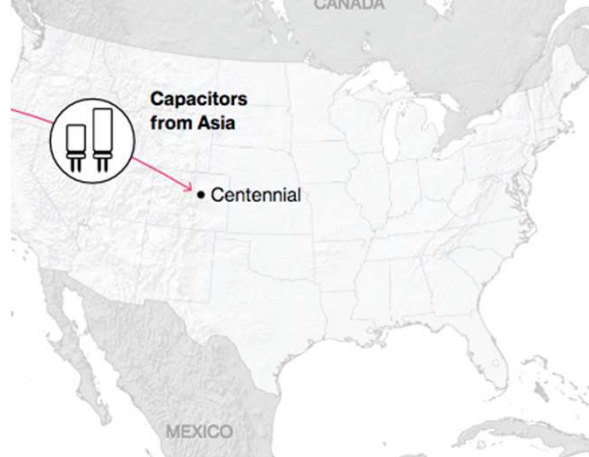 CANADA
Capacitors
from Asia
Centennial
MEXICO